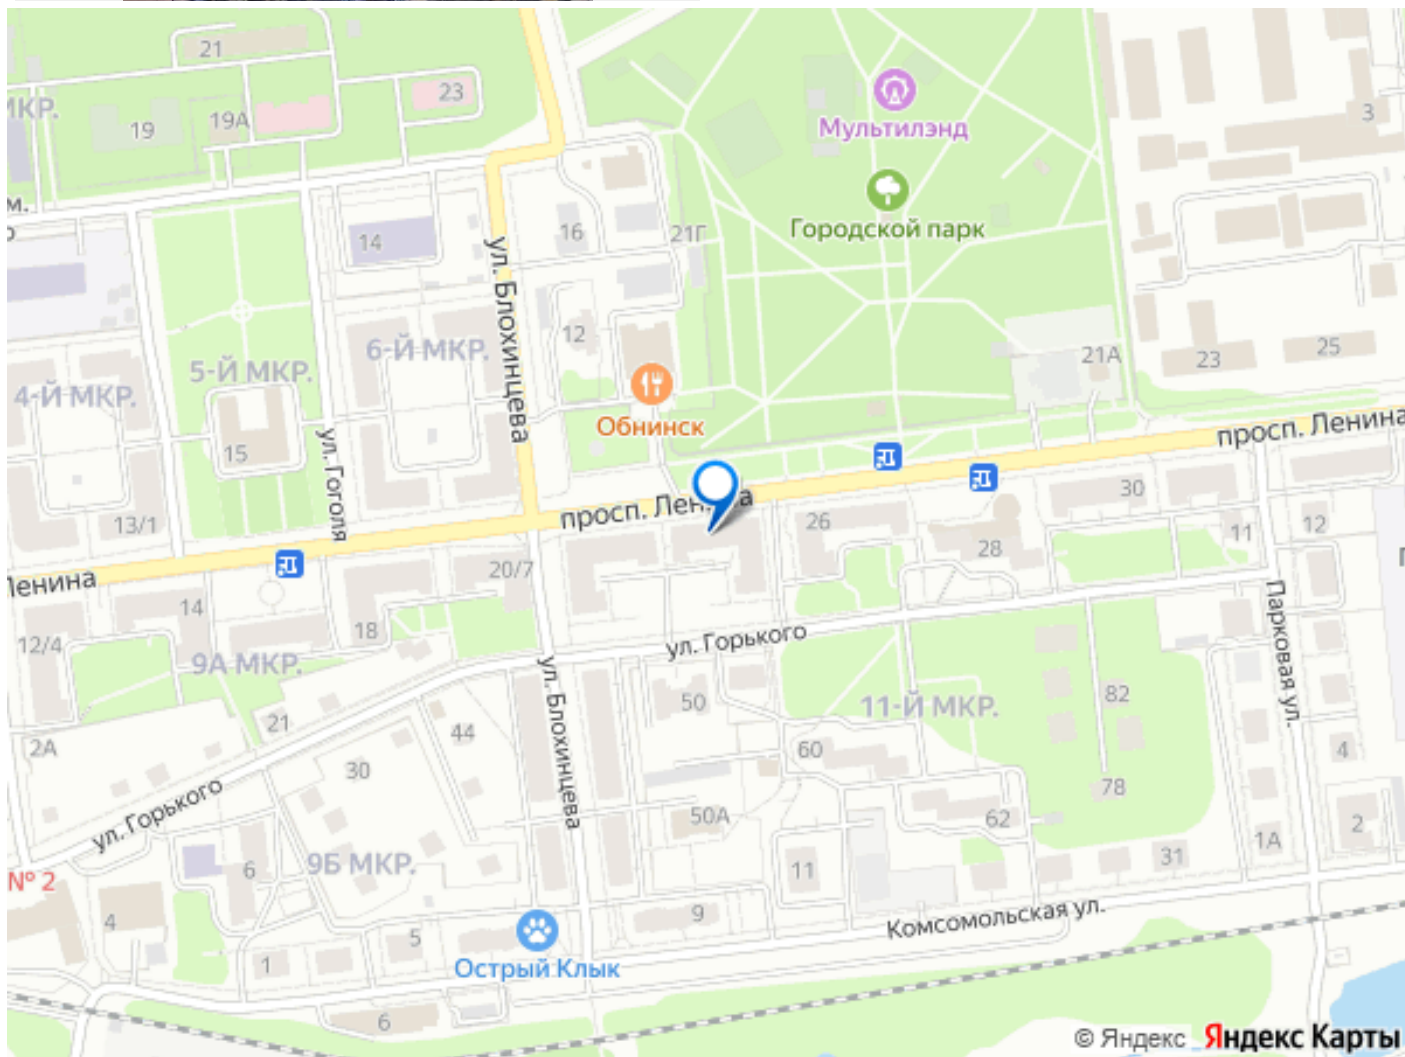 21
23
МКР.
19
19А
3
Мультилэнд
м.
14
16
21Г
Городской парк
ул. Блохинцева
12
6-Й МКР.
5-Й МКР.
4-Й МКР.
21А
23
25
Обнинск
15
ул. Гоголя
просп. Ленина
13/1
просп. Ленина
26
30
11
12
28
Ленина
20/7
14
18
12/4
9А МКР.
ул. Горького
Парковая ул.
ул. Блохинцева
50
11-Й МКР.
82
21
44
2А
60
4
30
78
ул. Горького
50А
62
2
1А
31
9Б МКР.
6
11
№ 2
4
9
5
Комсомольская ул.
Острый Клык
1
6
© Яндекс Яндекс Карты